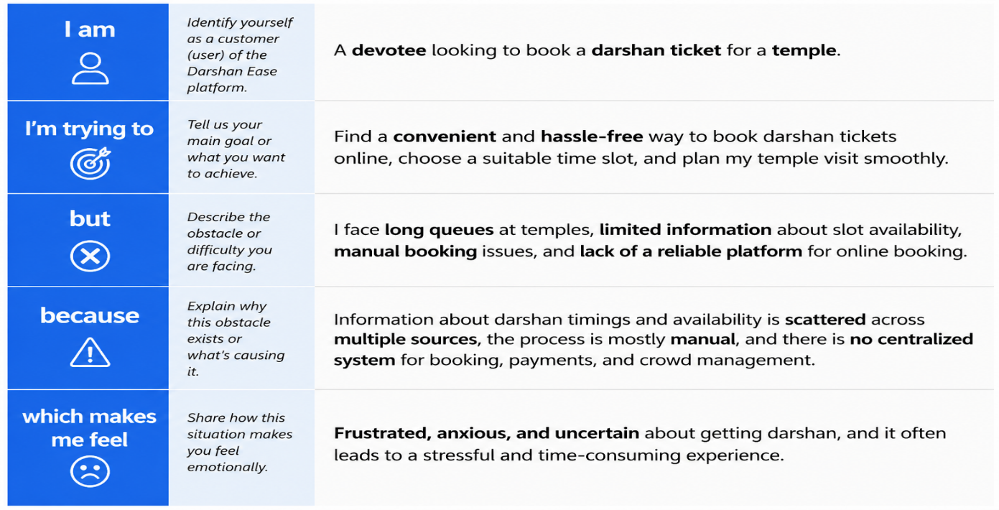 I am
Identify yourself
as a customer
(user) of the
Darshan Ease
platform.
A devotee looking to book a darshan ticket for a temple.
I'm trying to
Tell us your
main goal or
what you want
to achieve.
Find a convenient and hassle-free way to book darshan tickets
online, choose a suitable time slot, and plan my temple visit smoothly.
but
Describe the
obstacle or
difficulty you
are facing.
I face long queues at temples, limited information about slot availability,
manual booking issues, and lack of a reliable platform for online booking.
because
Explain why
this obstacle
exists or
what's causing
it.
Information about darshan timings and availability is scattered across
multiple sources, the process is mostly manual, and there is no centralized
system for booking, payments, and crowd management.
which makes
me feel
Share how this
situation makes
you feel
emotionally.
Frustrated, anxious, and uncertain about getting darshan, and it often
leads to a stressful and time-consuming experience.